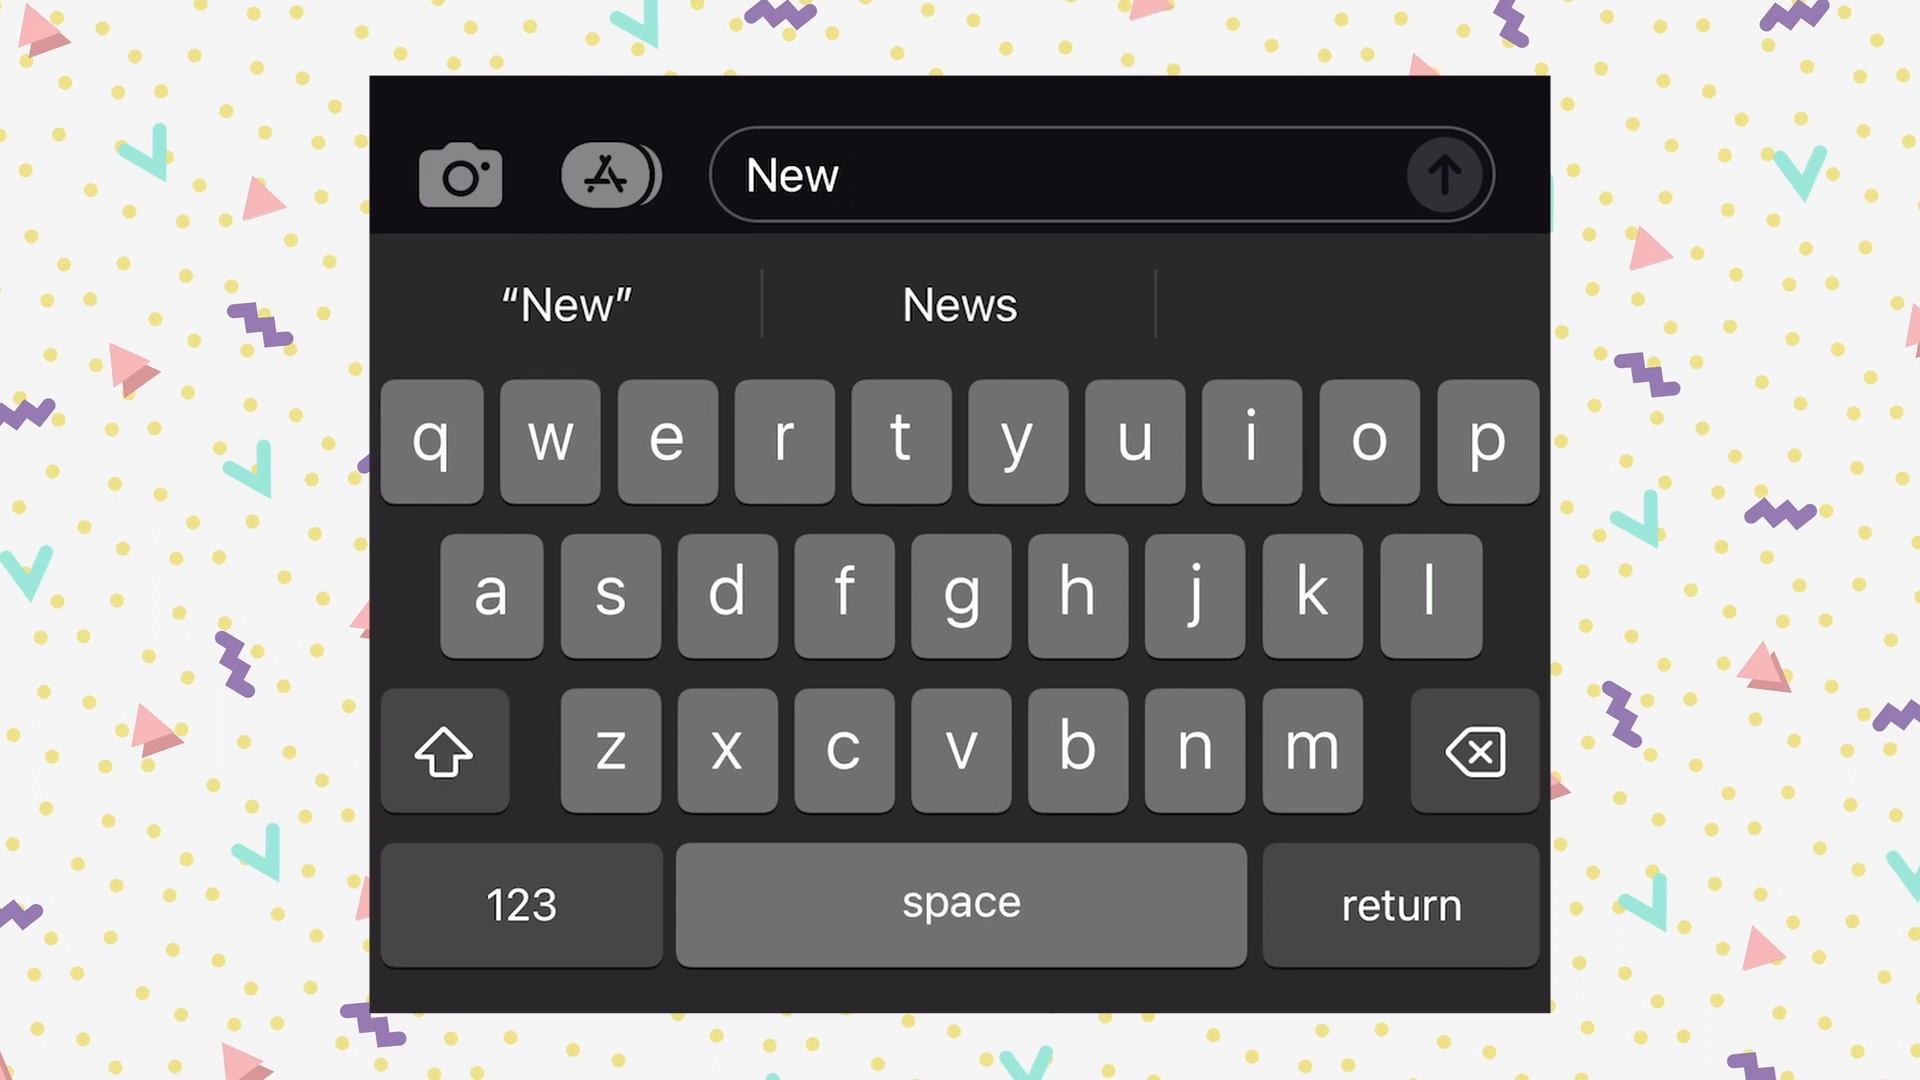 New
“New” News
q w e r t y u i o p
a s d f g h j k l
z x c v b n m
123 space return